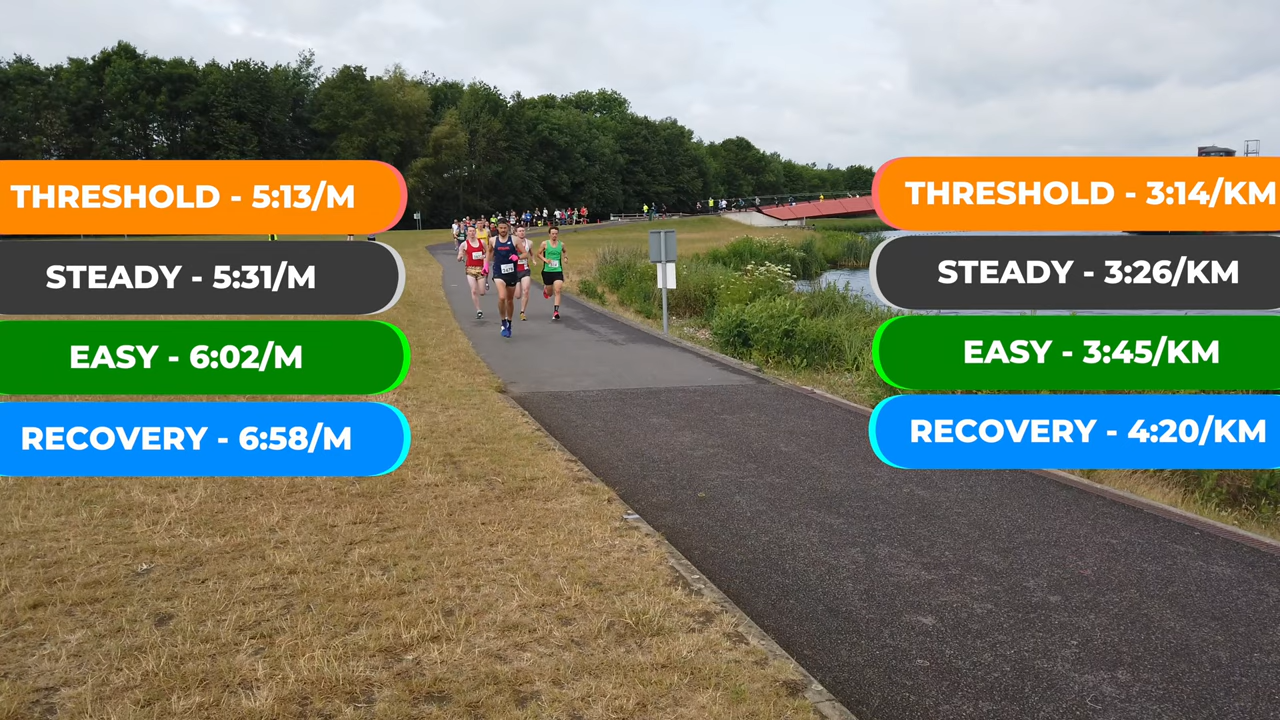 THRESHOLD - 5:13/M
STEADY - 5:31/M
EASY - 6:02/M
RECOVERY - 6:58/M
THRESHOLD - 3:14/KM
STEADY - 3:26/KM
EASY - 3:45/KM
RECOVERY - 4:20/KM